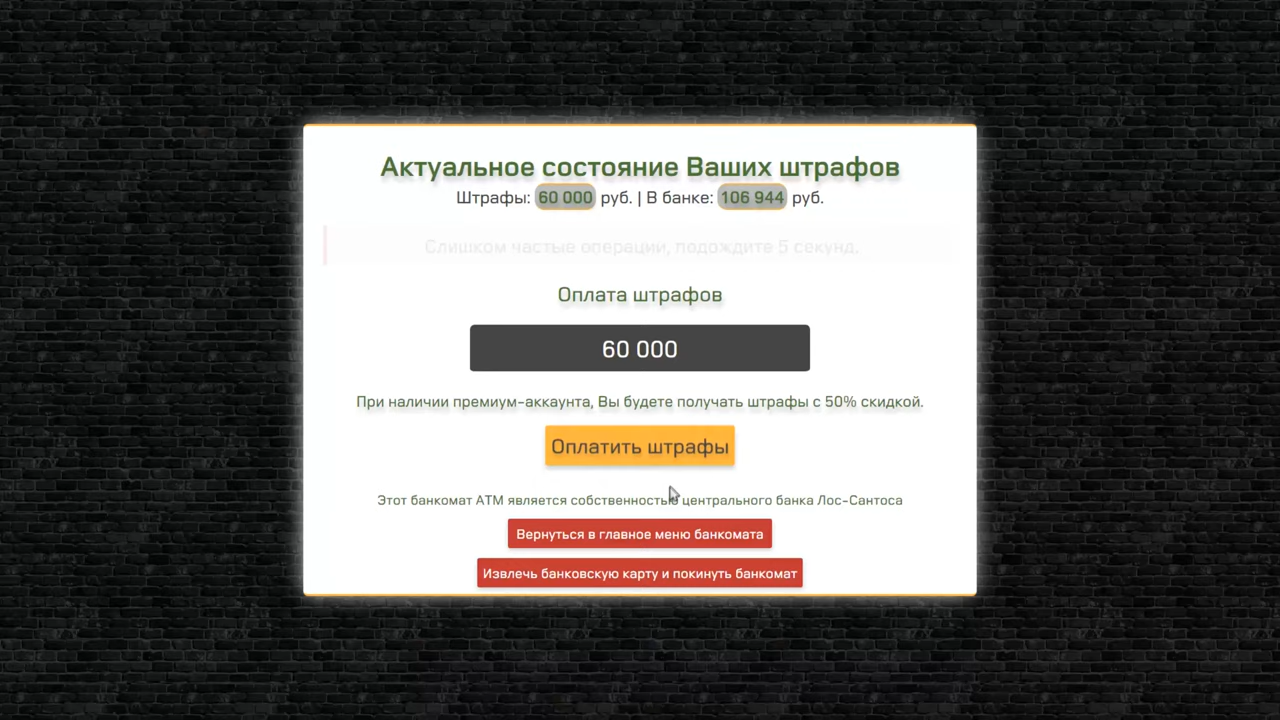 Актуальное состояние Ваших штрафов
Штрафы: 60 000 руб. | В банке: 106 944 руб.
Слишком частые операции, подождите 5 секунд.
Оплата штрафов
60 000
При наличии премиум-аккаунта, Вы будете получать штрафы с 50% скидкой.
Оплатить штрафы
Этот банкомат ATM является собственностью центрального банка Лос-Сантоса
Вернуться в главное меню банкомата
Извлечь банковскую карту и покинуть банкомат